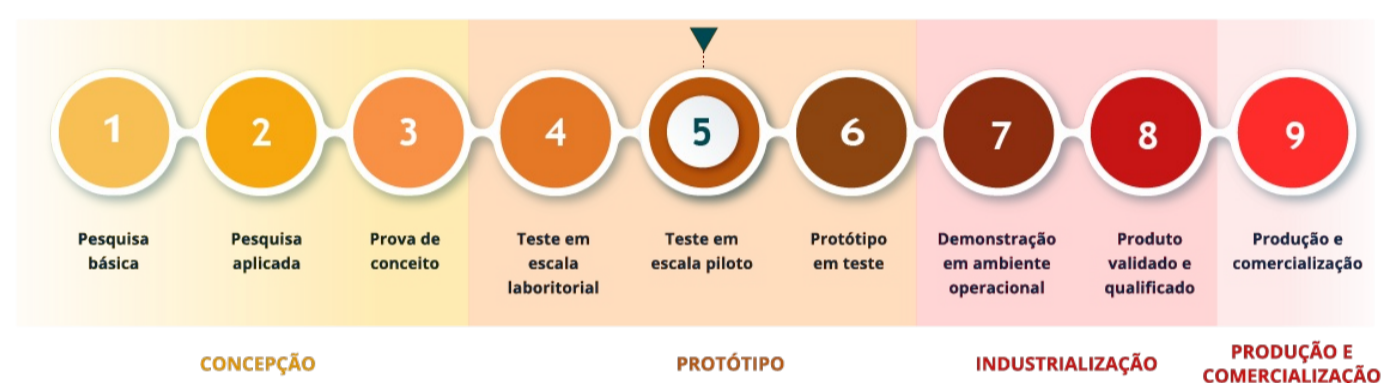 1
2
3
4
5
6
7
8
9
Pesquisa
básica
Pesquisa
aplicada
Prova de
conceito
Teste em
escala
laboritorial
Teste em
escala piloto
Protótipo
em teste
Demonstração
em ambiente
operacional
Produto
validado e
qualificado
Produção e
comercialização
CONCEPÇÃO
PROTÓTIPO
INDUSTRIALIZAÇÃO
PRODUÇÃO E
COMERCIALIZAÇÃO